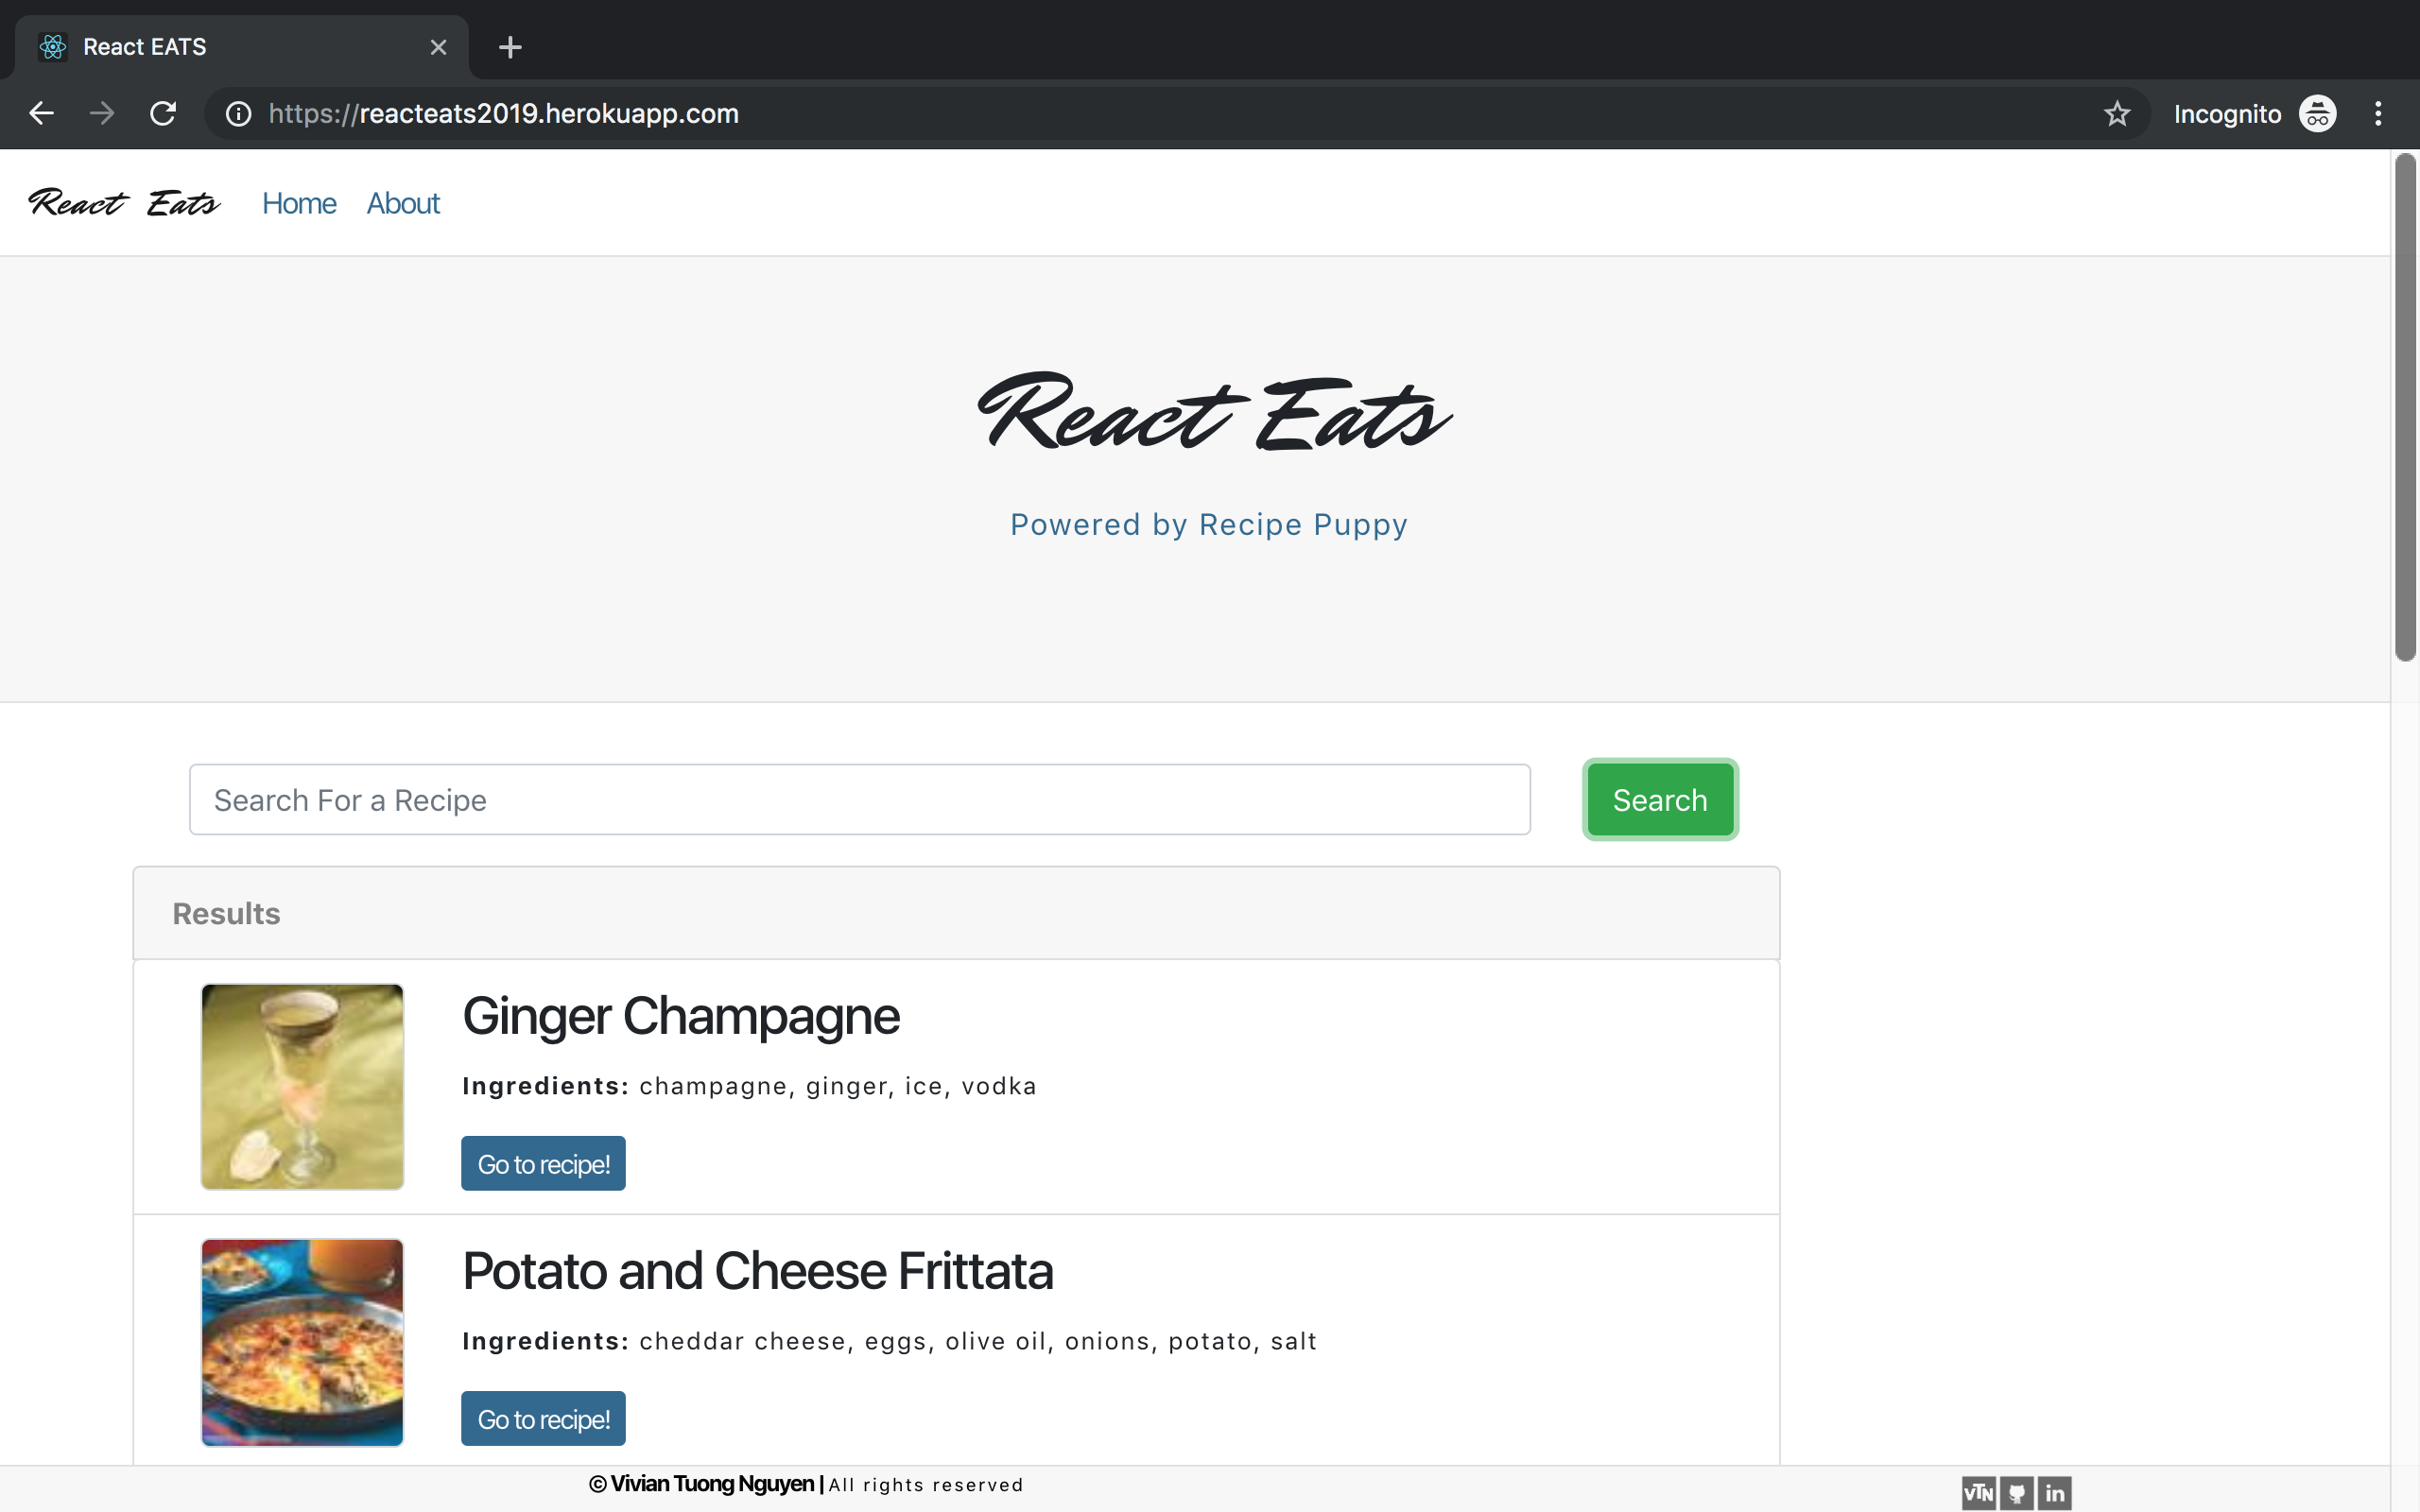 React EATS
https://reacteats2019.herokuapp.com
Incognito
React Eats Home About
React Eats
Powered by Recipe Puppy
Search For a Recipe
Search
Results
Ginger Champagne
Ingredients: champagne, ginger, ice, vodka
Go to recipe!
Potato and Cheese Frittata
Ingredients: cheddar cheese, eggs, olive oil, onions, potato, salt
Go to recipe!
© Vivian Tuong Nguyen | All rights reserved
VTN in